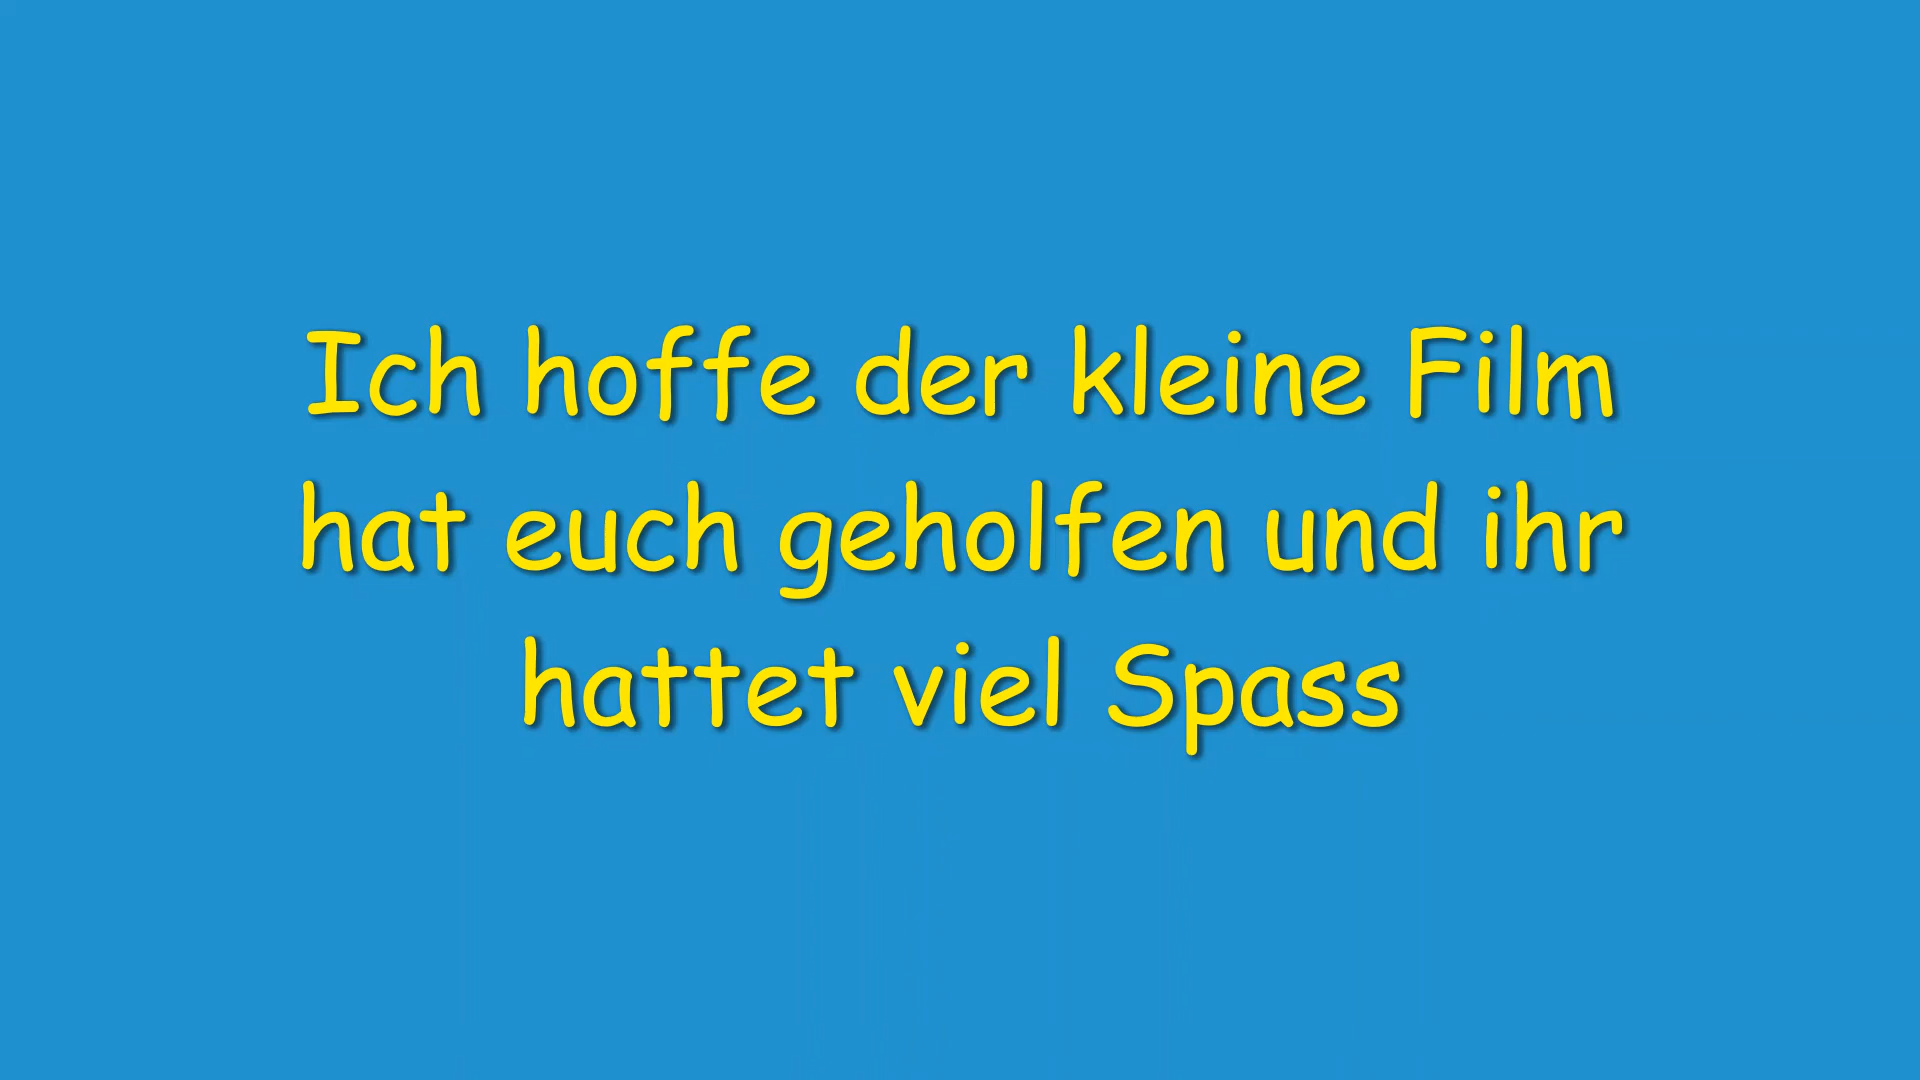 Ich hoffe der kleine Film
hat euch geholfen und ihr
hattet viel Spass